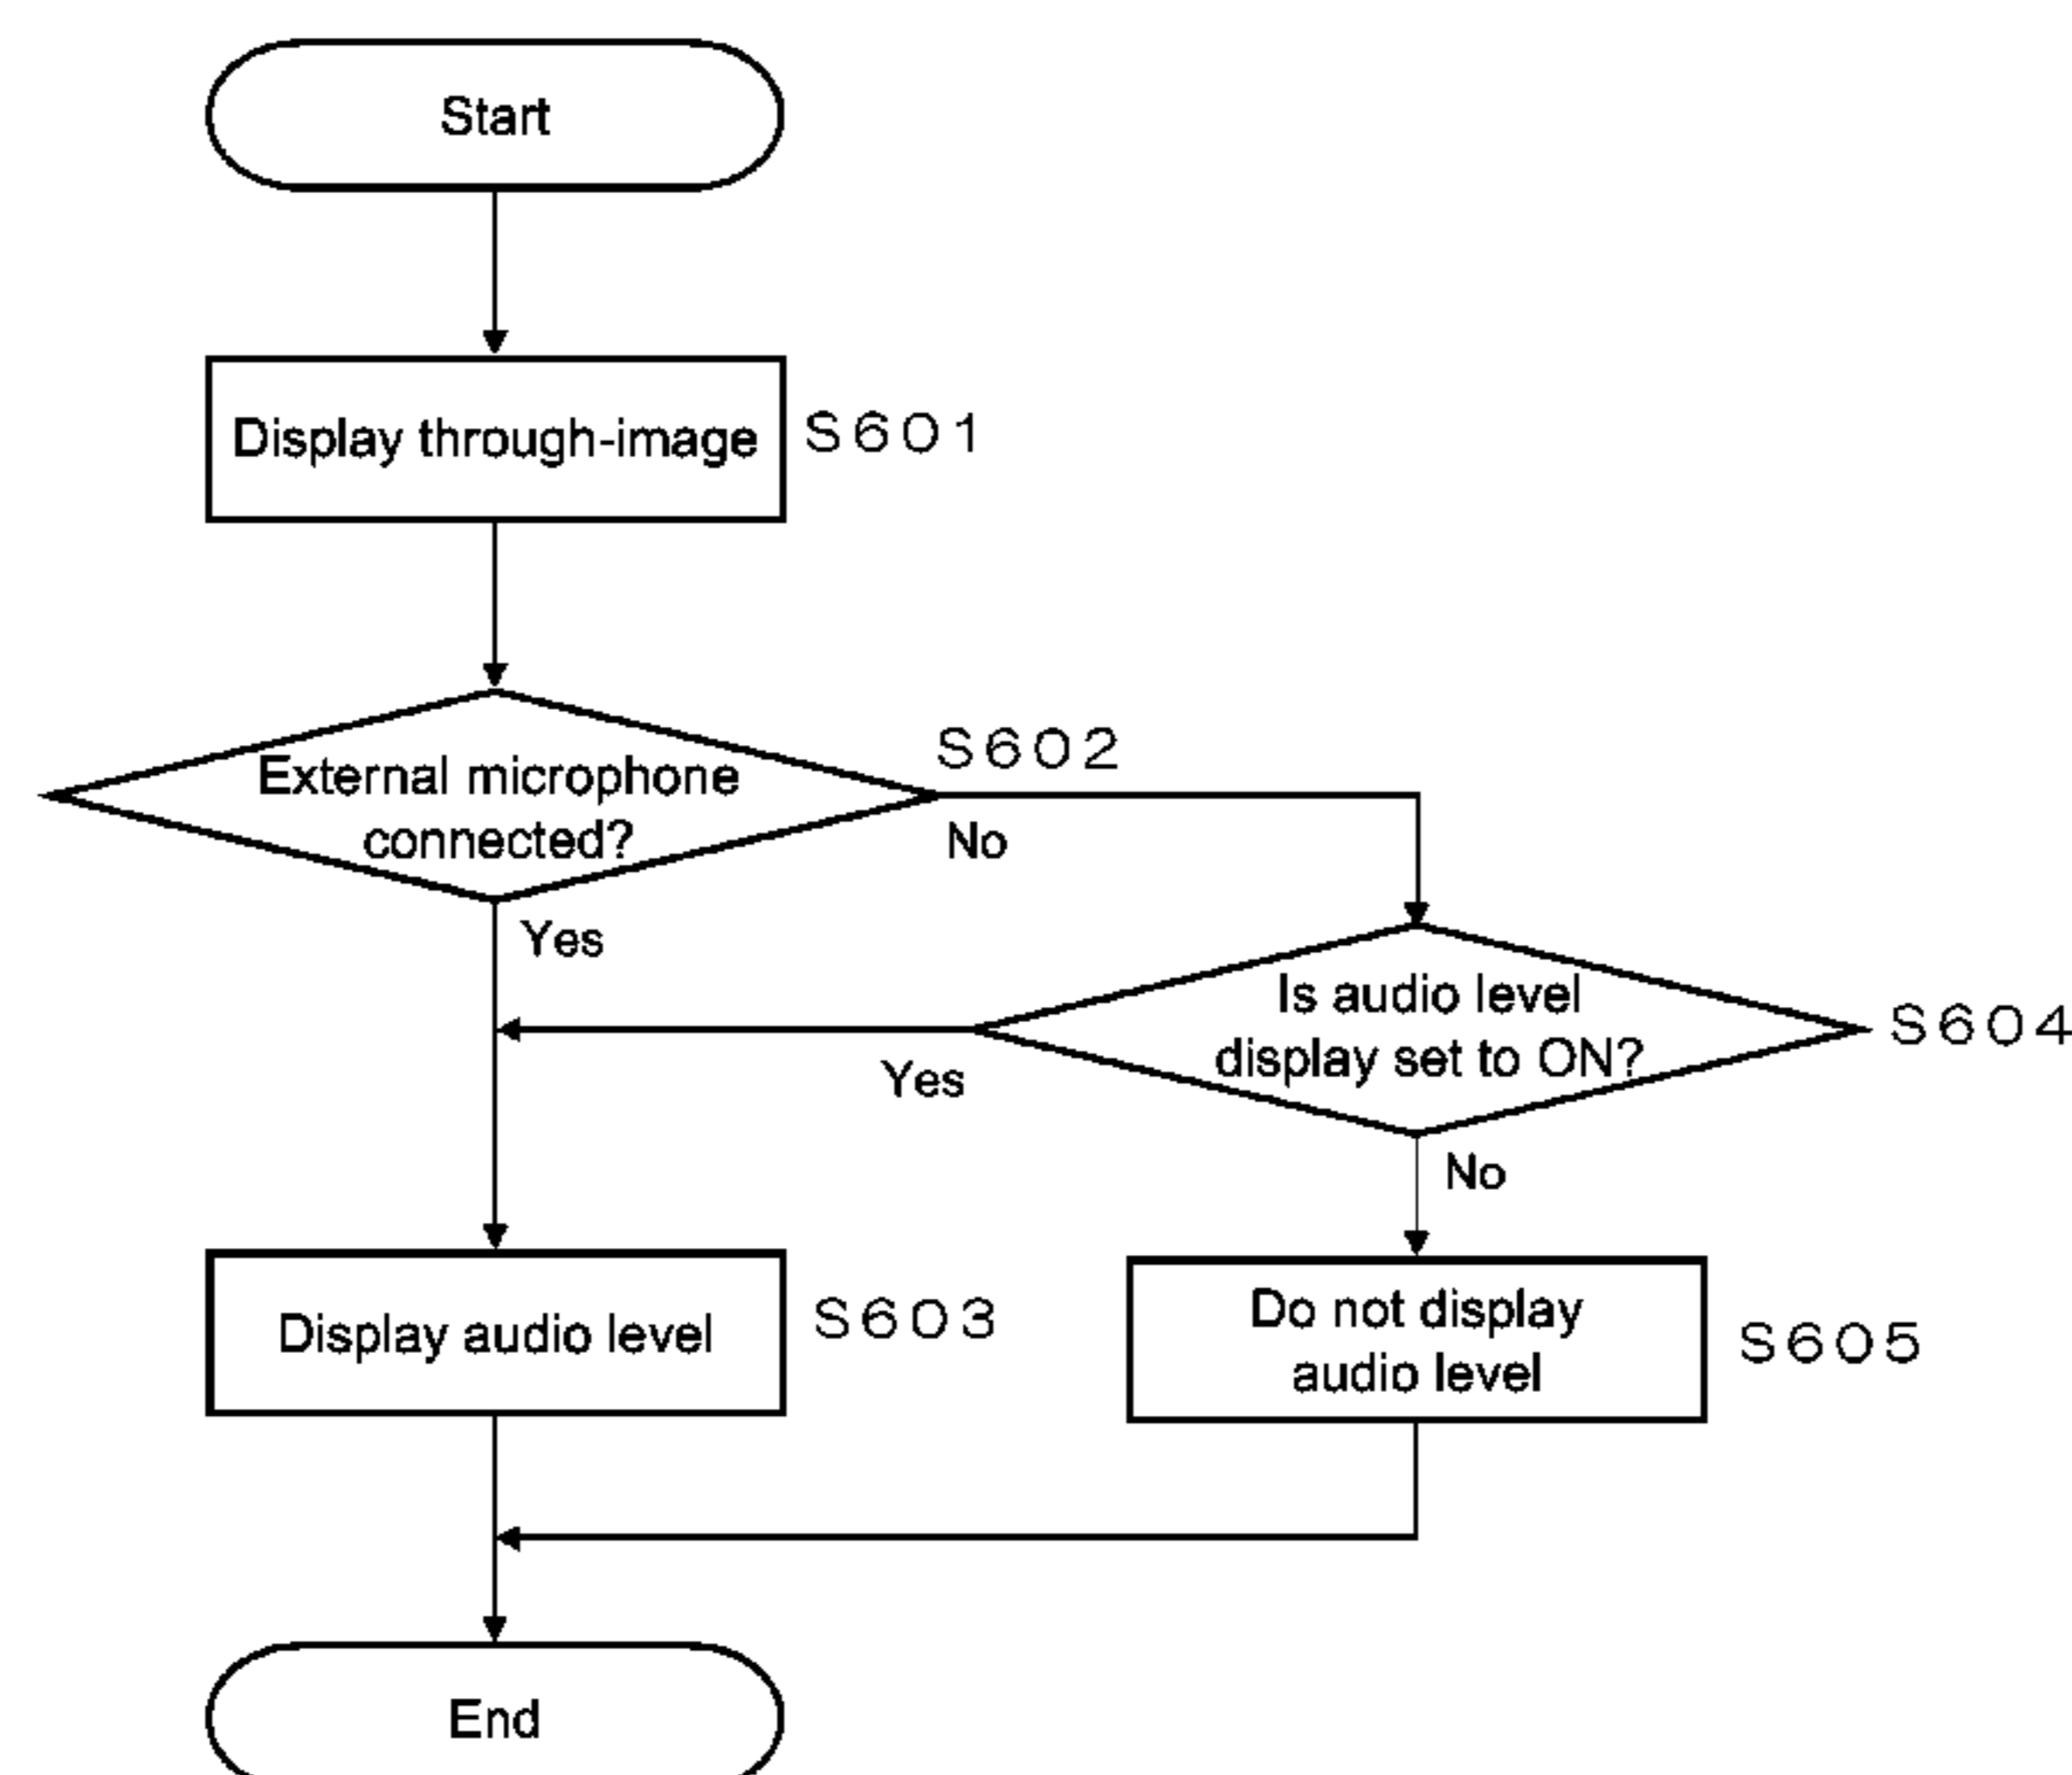 Start
Display through-image
S601
External microphone
connected?
S602
No
Yes
Is audio level
display set to ON?
S604
Yes
No
Display audio level
S603
Do not display
audio level
S605
End